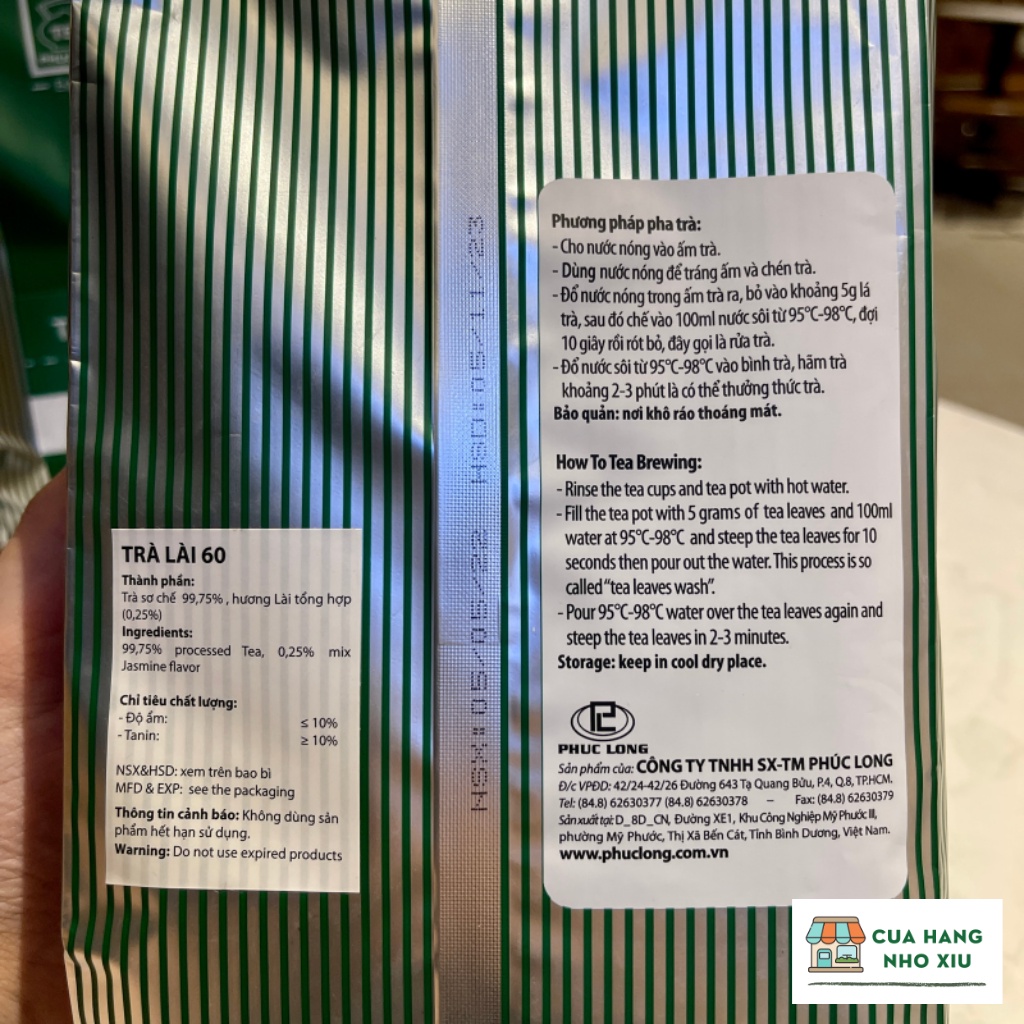 TRÀ LÀI 60
Thành phần:
Trà sơ chế 99,75% , hương Lài tổng hợp
(0,25%)
Ingredients:
99,75% processed Tea, 0,25% mix
Jasmine flavor
Chỉ tiêu chất lượng:
- Độ ẩm: ≤ 10%
- Tanin: ≥ 10%
NSX&HSD: xem trên bao bì
MFD & EXP: see the packaging
Thông tin cảnh báo: Không dùng sản
phẩm hết hạn sử dụng.
Warning: Do not use expired products
NSX:05/05/22 HSD:05/11/23
Phương pháp pha trà:
- Cho nước nóng vào ấm trà.
- Dùng nước nóng để tráng ấm và chén trà.
- Đổ nước nóng trong ấm trà ra, bỏ vào khoảng 5g lá
trà, sau đó chế vào 100ml nước sôi từ 95°C-98°C, đợi
10 giây rồi rót bỏ, đây gọi là rửa trà.
- Đổ nước sôi từ 95°C-98°C vào bình trà, hãm trà
khoảng 2-3 phút là có thể thưởng thức trà.
Bảo quản: nơi khô ráo thoáng mát.
How To Tea Brewing:
- Rinse the tea cups and tea pot with hot water.
- Fill the tea pot with 5 grams of tea leaves and 100ml
water at 95°C-98°C and steep the tea leaves for 10
seconds then pour out the water. This process is so
called "tea leaves wash".
- Pour 95°C-98°C water over the tea leaves again and
steep the tea leaves in 2-3 minutes.
Storage: keep in cool dry place.
PHUC LONG
Sản phẩm của: CÔNG TY TNHH SX-TM PHÚC LONG
Đ/c VPĐD: 42/24-42/26 Đường 643 Tạ Quang Bửu, P.4, Q.8, TP.HCM.
Tel: (84.8) 62630377 (84.8) 62630378 – Fax: (84.8) 62630379
Sản xuất tại: D_8D_CN, Đường XE1, Khu Công Nghiệp Mỹ Phước III,
phường Mỹ Phước, Thị Xã Bến Cát, Tỉnh Bình Dương, Việt Nam.
www.phuclong.com.vn
CUA HANG
NHO XIU